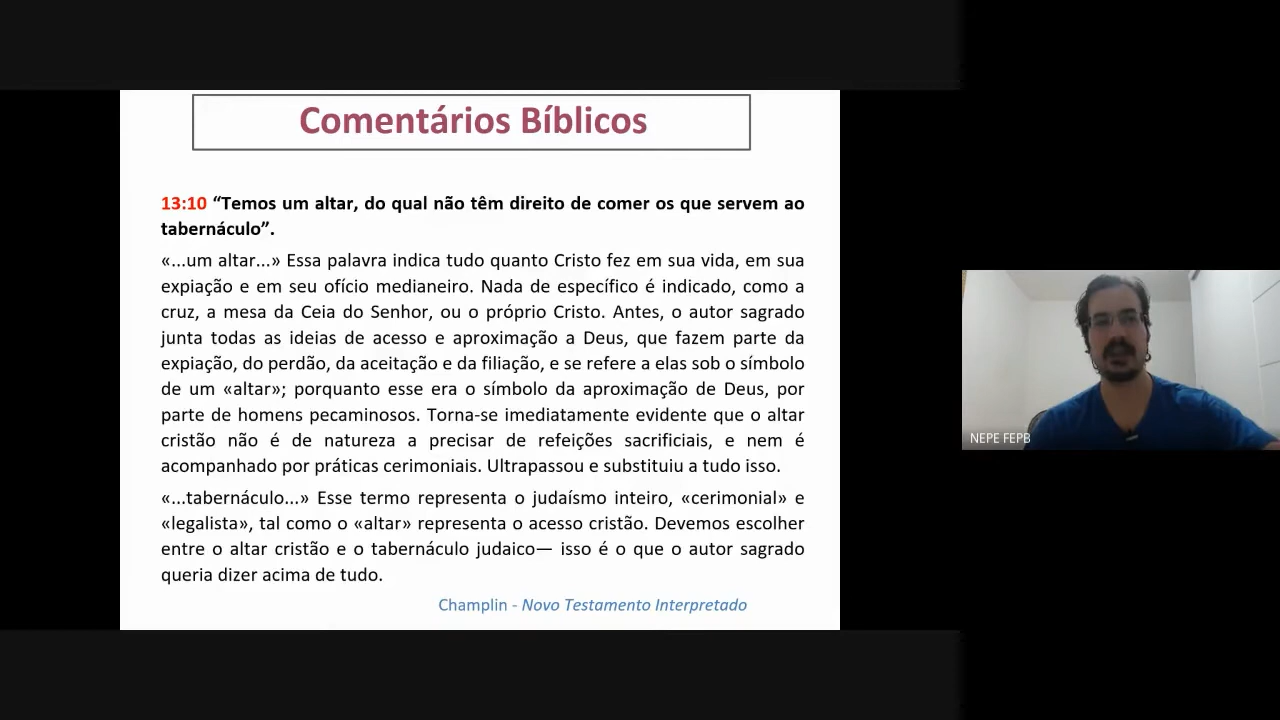 Comentários Bíblicos
13:10 “Temos um altar, do qual não têm direito de comer os que servem ao
tabernáculo”.
«...um altar...» Essa palavra indica tudo quanto Cristo fez em sua vida, em sua
expiação e em seu ofício medianeiro. Nada de específico é indicado, como a
cruz, a mesa da Ceia do Senhor, ou o próprio Cristo. Antes, o autor sagrado
junta todas as ideias de acesso e aproximação a Deus, que fazem parte da
expiação, do perdão, da aceitação e da filiação, e se refere a elas sob o símbolo
de um «altar»; porquanto esse era o símbolo da aproximação de Deus, por
parte de homens pecaminosos. Torna-se imediatamente evidente que o altar
cristão não é de natureza a precisar de refeições sacrificiais, e nem é
acompanhado por práticas cerimoniais. Ultrapassou e substituiu a tudo isso.
«...tabernáculo...» Esse termo representa o judaísmo inteiro, «cerimonial» e
«legalista», tal como o «altar» representa o acesso cristão. Devemos escolher
entre o altar cristão e o tabernáculo judaico— isso é o que o autor sagrado
queria dizer acima de tudo.
Champlin - Novo Testamento Interpretado
NEPE FEPB